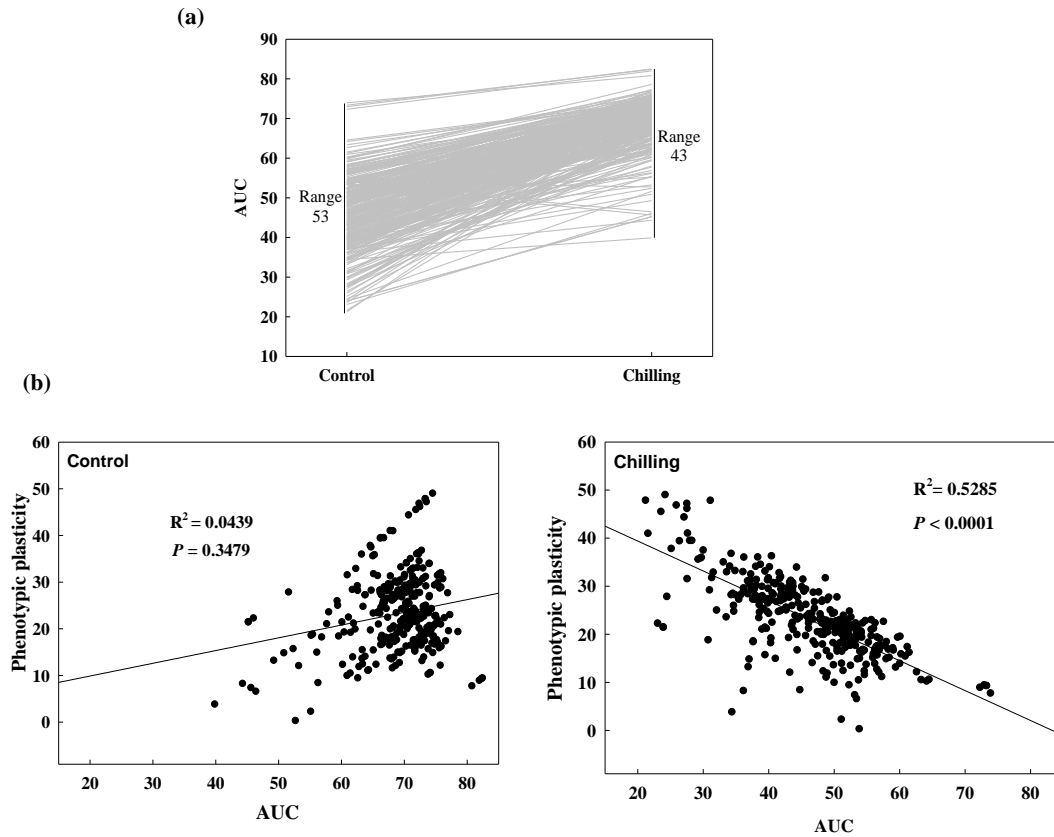 (a)
90
80
70
60
50
40
30
20
10
AUC
Range
53
Range
43
Control
Chilling
(b)
60
50
40
30
20
10
0
Phenotypic plasticity
Control
R² = 0.0439
P = 0.3479
20 30 40 50 60 70 80
AUC
60
50
40
30
20
10
0
Phenotypic plasticity
Chilling
R²= 0.5285
P < 0.0001
20 30 40 50 60 70 80
AUC